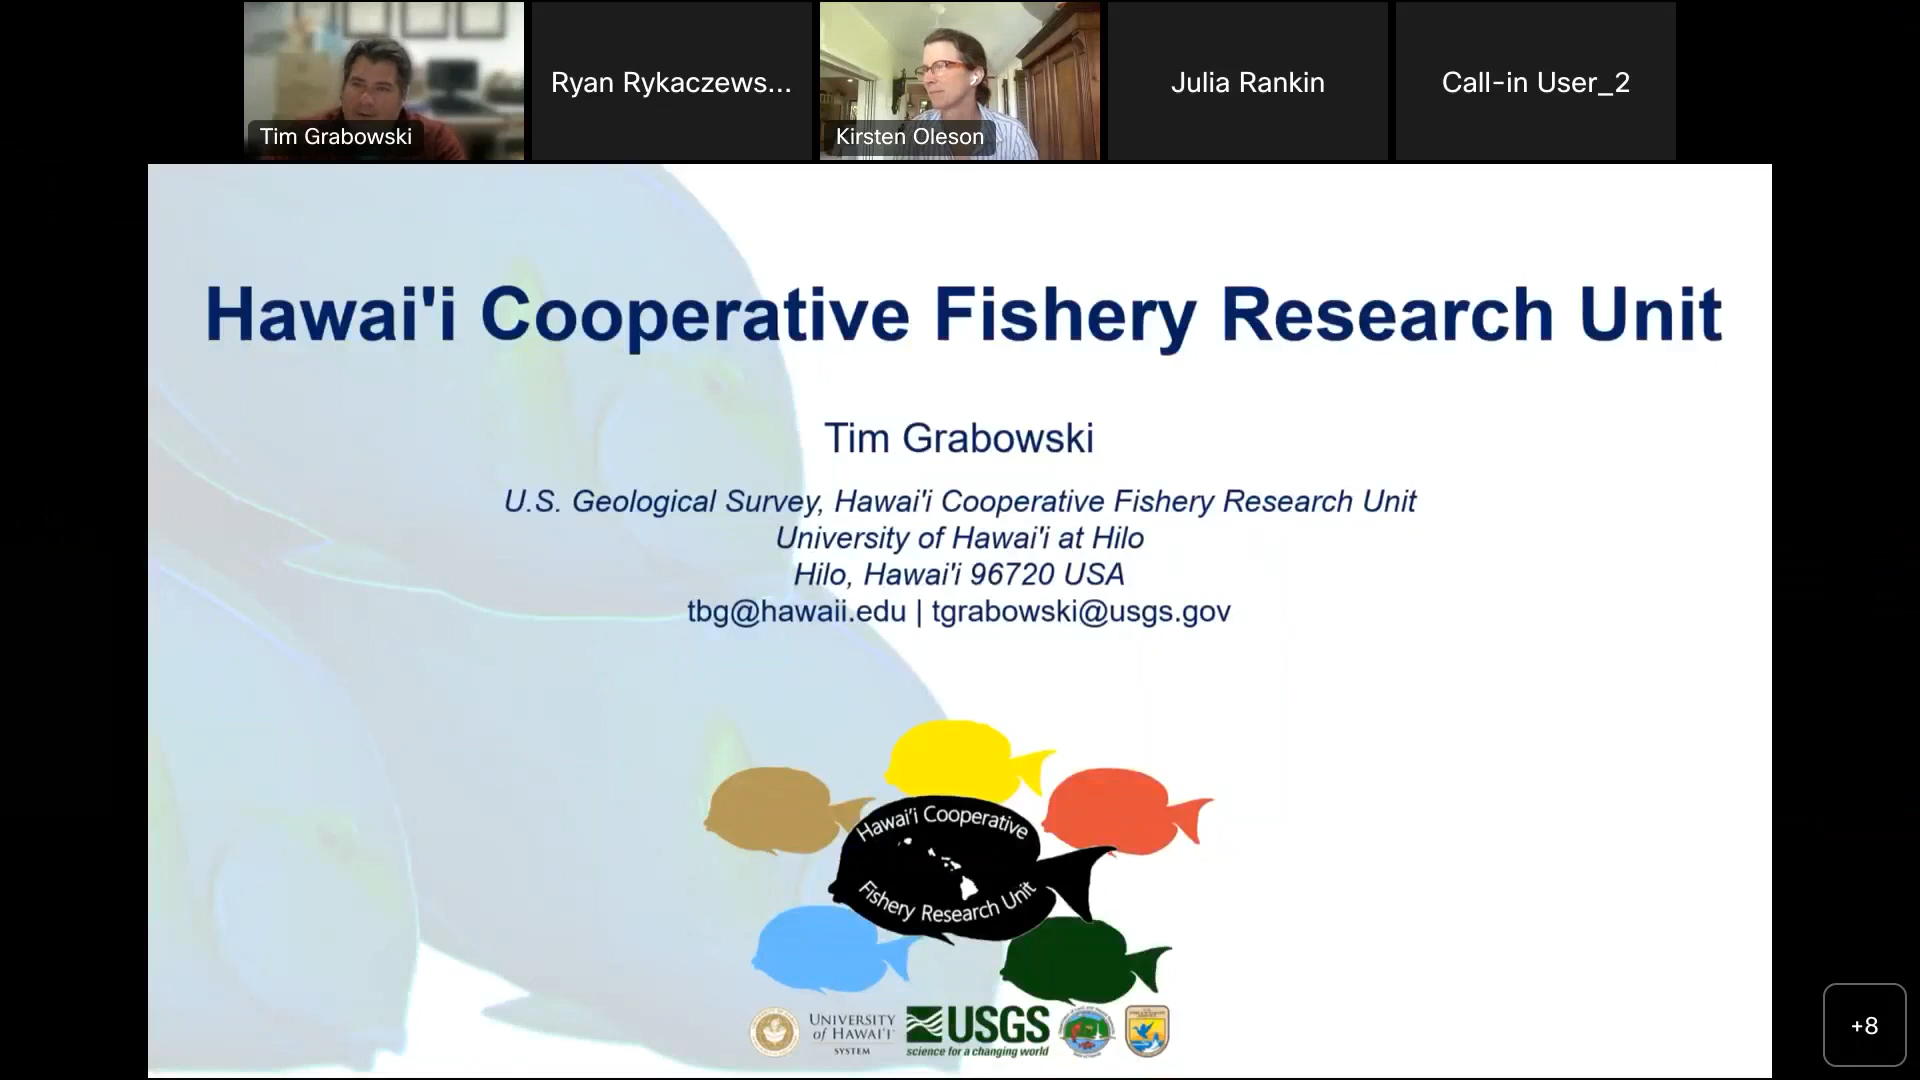 Ryan Rykaczews...
Julia Rankin
Call-in User_2
Tim Grabowski
Kirsten Oleson
Hawai'i Cooperative Fishery Research Unit
Tim Grabowski
U.S. Geological Survey, Hawai'i Cooperative Fishery Research Unit
University of Hawai'i at Hilo
Hilo, Hawai'i 96720 USA
tbg@hawaii.edu | tgrabowski@usgs.gov
Hawai'i Cooperative
Fishery Research Unit
UNIVERSITY
of HAWAI'I
SYSTEM
USGS
science for a changing world
+8